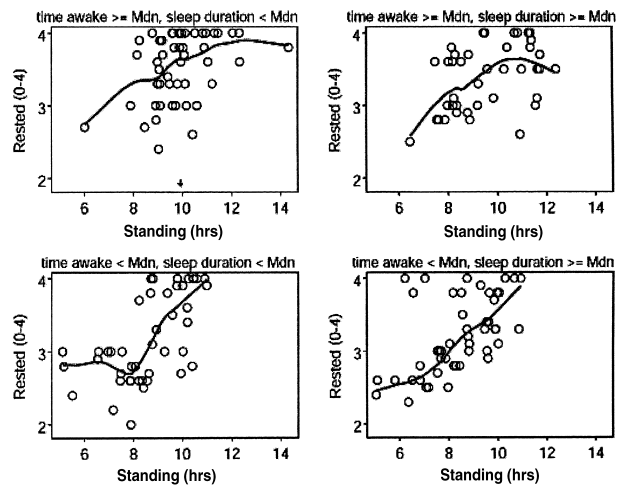 time awake >= Mdn, sleep duration < Mdn
Rested (0-4)
4
3
2
6 8 10 12 14
Standing (hrs)
time awake >= Mdn, sleep duration >= Mdn
Rested (0-4)
4
3
2
6 8 10 12 14
Standing (hrs)
time awake < Mdn, sleep duration < Mdn
Rested (0-4)
4
3
2
6 8 10 12 14
Standing (hrs)
time awake < Mdn, sleep duration >= Mdn
Rested (0-4)
4
3
2
6 8 10 12 14
Standing (hrs)